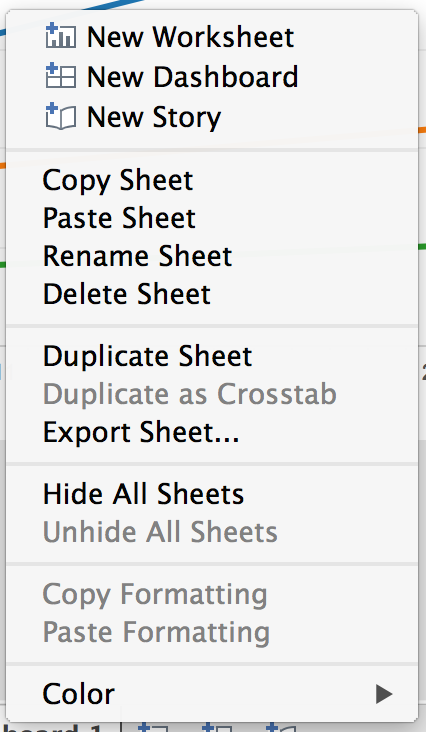 New Worksheet
New Dashboard
New Story
Copy Sheet
Paste Sheet
Rename Sheet
Delete Sheet
Duplicate Sheet
Duplicate as Crosstab
Export Sheet...
Hide All Sheets
Unhide All Sheets
Copy Formatting
Paste Formatting
Color
board 1